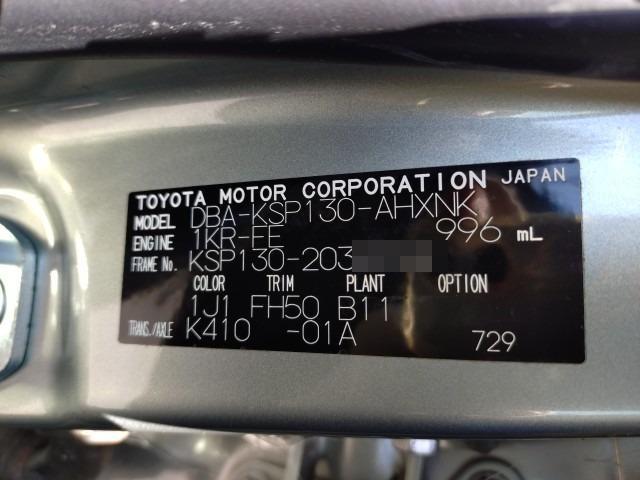 TOYOTA MOTOR CORPORATION JAPAN
MODEL DBA-KSP130-AHXNK
ENGINE 1KR-FE 996 mL
FRAME No. KSP130-203
COLOR TRIM PLANT OPTION
1J1 FH50 B11
TRANS./AXLE K410 -01A 729